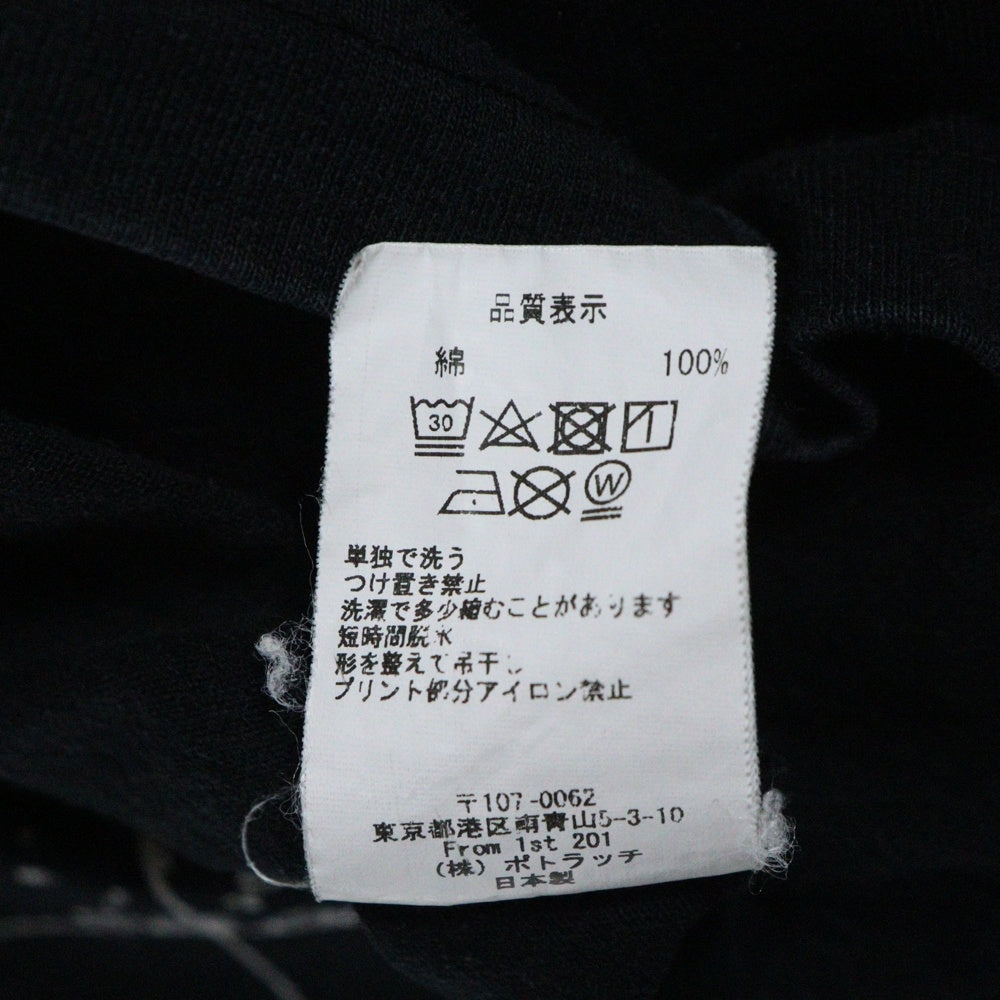 品質表示
綿 100%
30
W
単独で洗う
つけ置き禁止
洗濯で多少縮むことがあります
短時間脱水
形を整えて吊干し
プリント部分アイロン禁止
〒107-0062
東京都港区南青山5-3-10
From 1st 201
(株) ポトラッチ
日本製